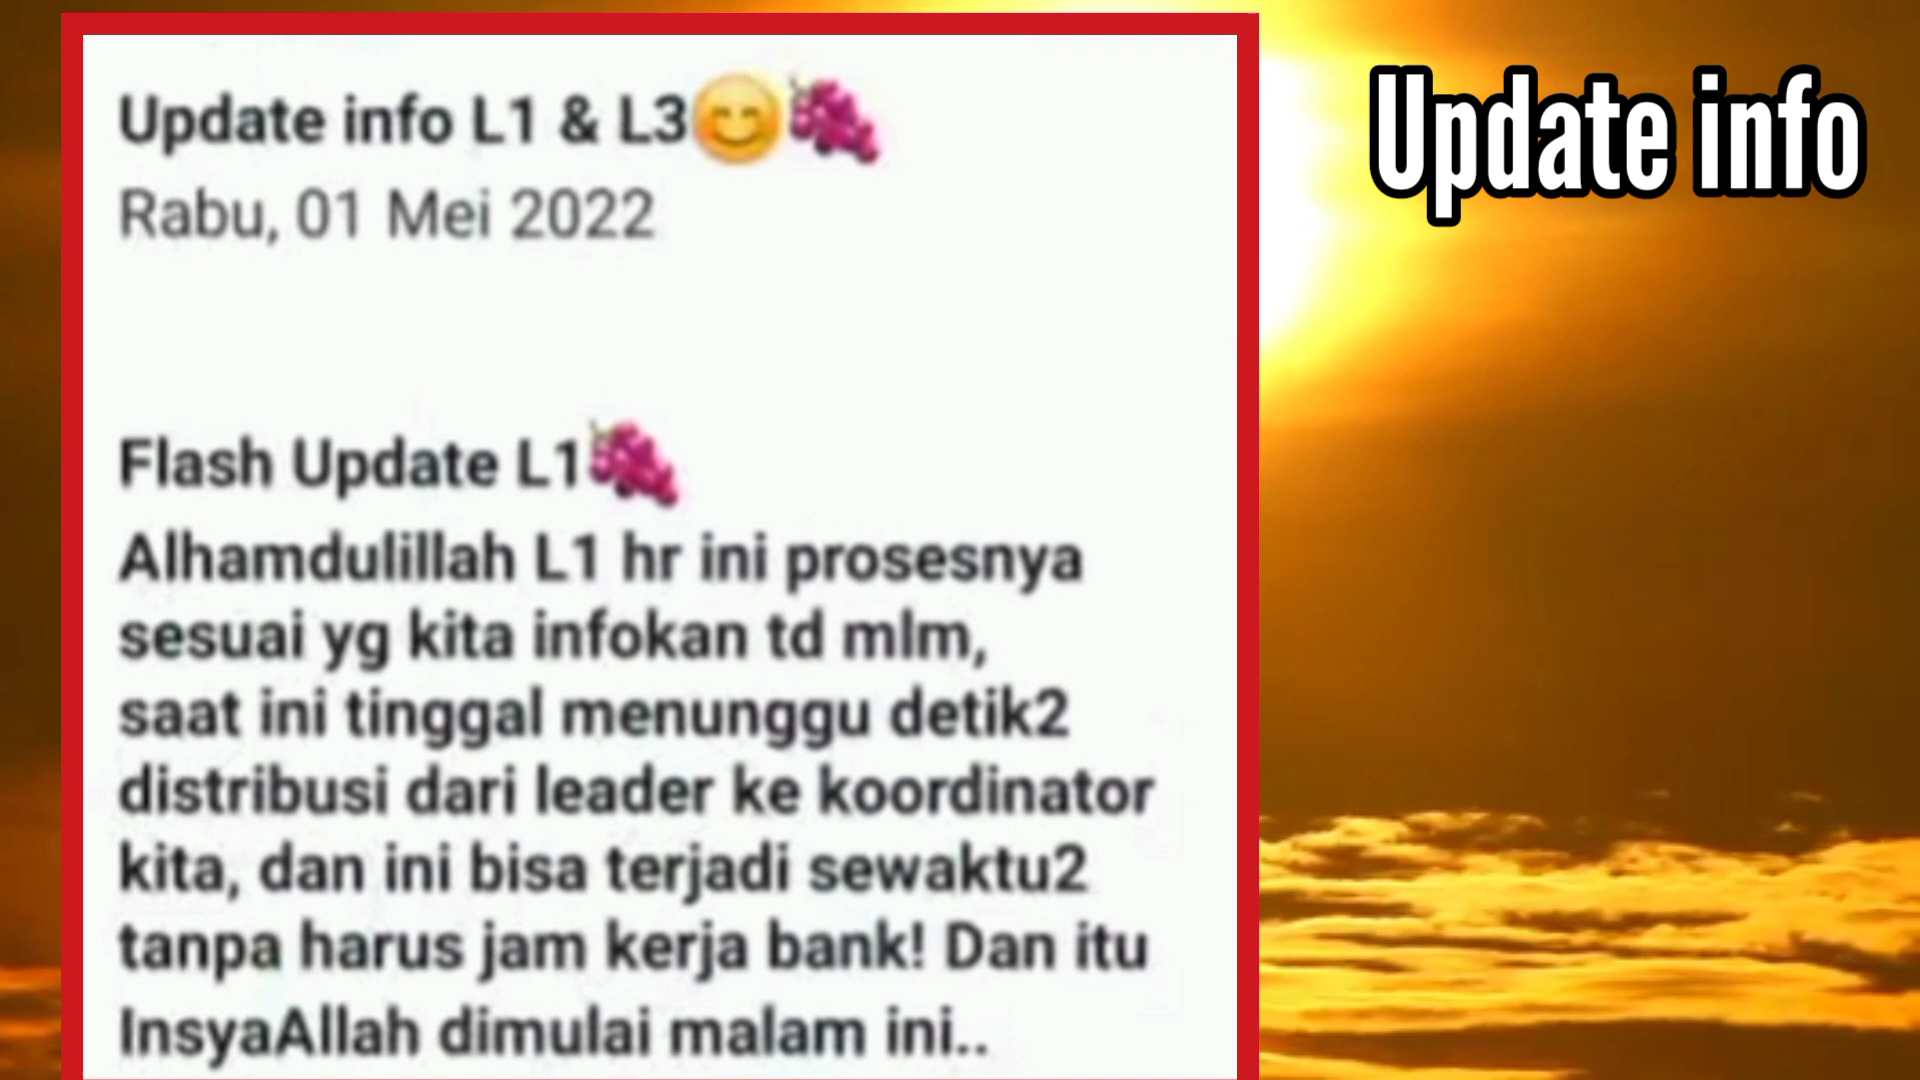 Update info L1 & L3😊🍇
Rabu, 01 Mei 2022
Flash Update L1🍇
Alhamdulillah L1 hr ini prosesnya
sesuai yg kita infokan td mlm,
saat ini tinggal menunggu detik2
distribusi dari leader ke koordinator
kita, dan ini bisa terjadi sewaktu2
tanpa harus jam kerja bank! Dan itu
InsyaAllah dimulai malam ini..
Update info